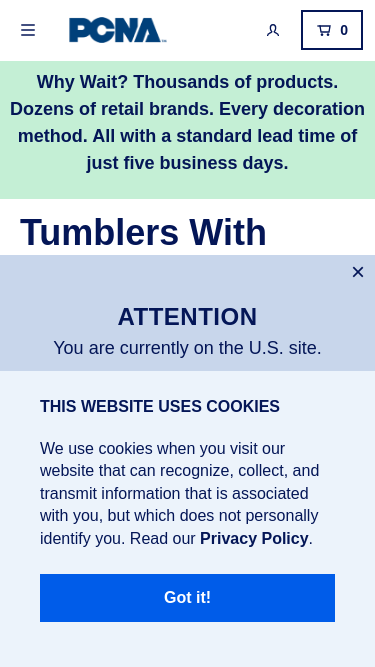 PCNA
0
Why Wait? Thousands of products.
Dozens of retail brands. Every decoration
method. All with a standard lead time of
just five business days.
Tumblers With
ATTENTION
You are currently on the U.S. site.
THIS WEBSITE USES COOKIES
We use cookies when you visit our
website that can recognize, collect, and
transmit information that is associated
with you, but which does not personally
identify you. Read our Privacy Policy.
Got it!